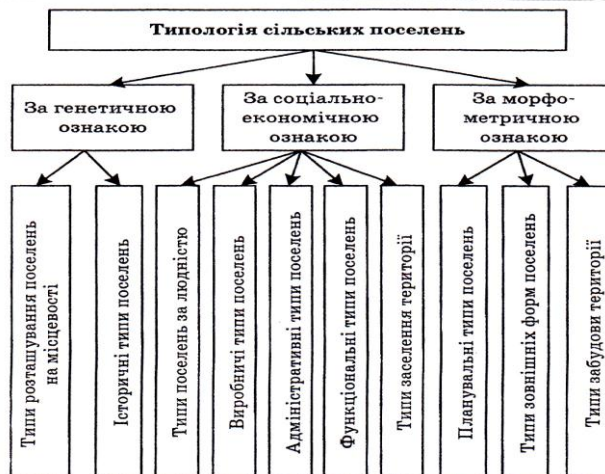 Типологія сільських поселень
За генетичною
ознакою
За соціально-
економічною
ознакою
За морфо-
метричною
ознакою
Типи розташування поселень
на місцевості
Історичні типи поселень
Типи поселень за людністю
Виробничі типи поселень
Адміністративні типи поселень
Функціональні типи поселень
Типи заселення території
Планувальні типи поселень
Типи зовнішніх форм поселень
Типи забудови території